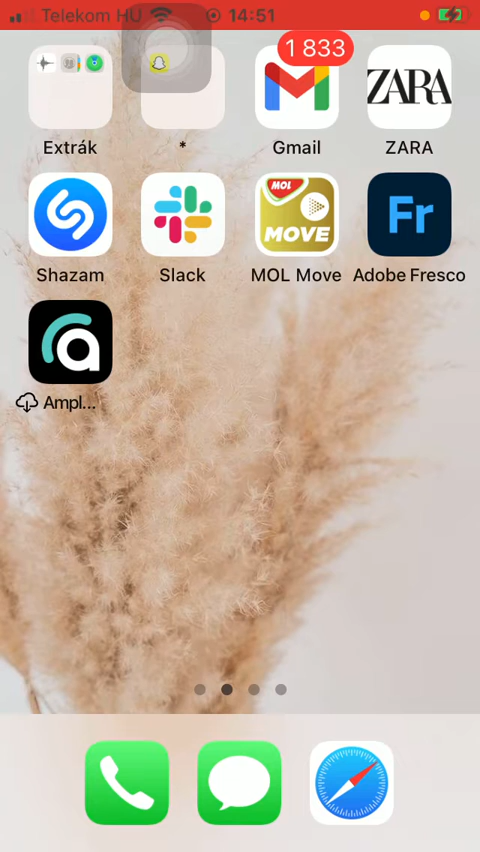 Telekom HU 14:51
1 833
ZARA
Extrák * Gmail ZARA
MOL
MOVE
Fr
Shazam Slack MOL Move Adobe Fresco
a
Ampl...